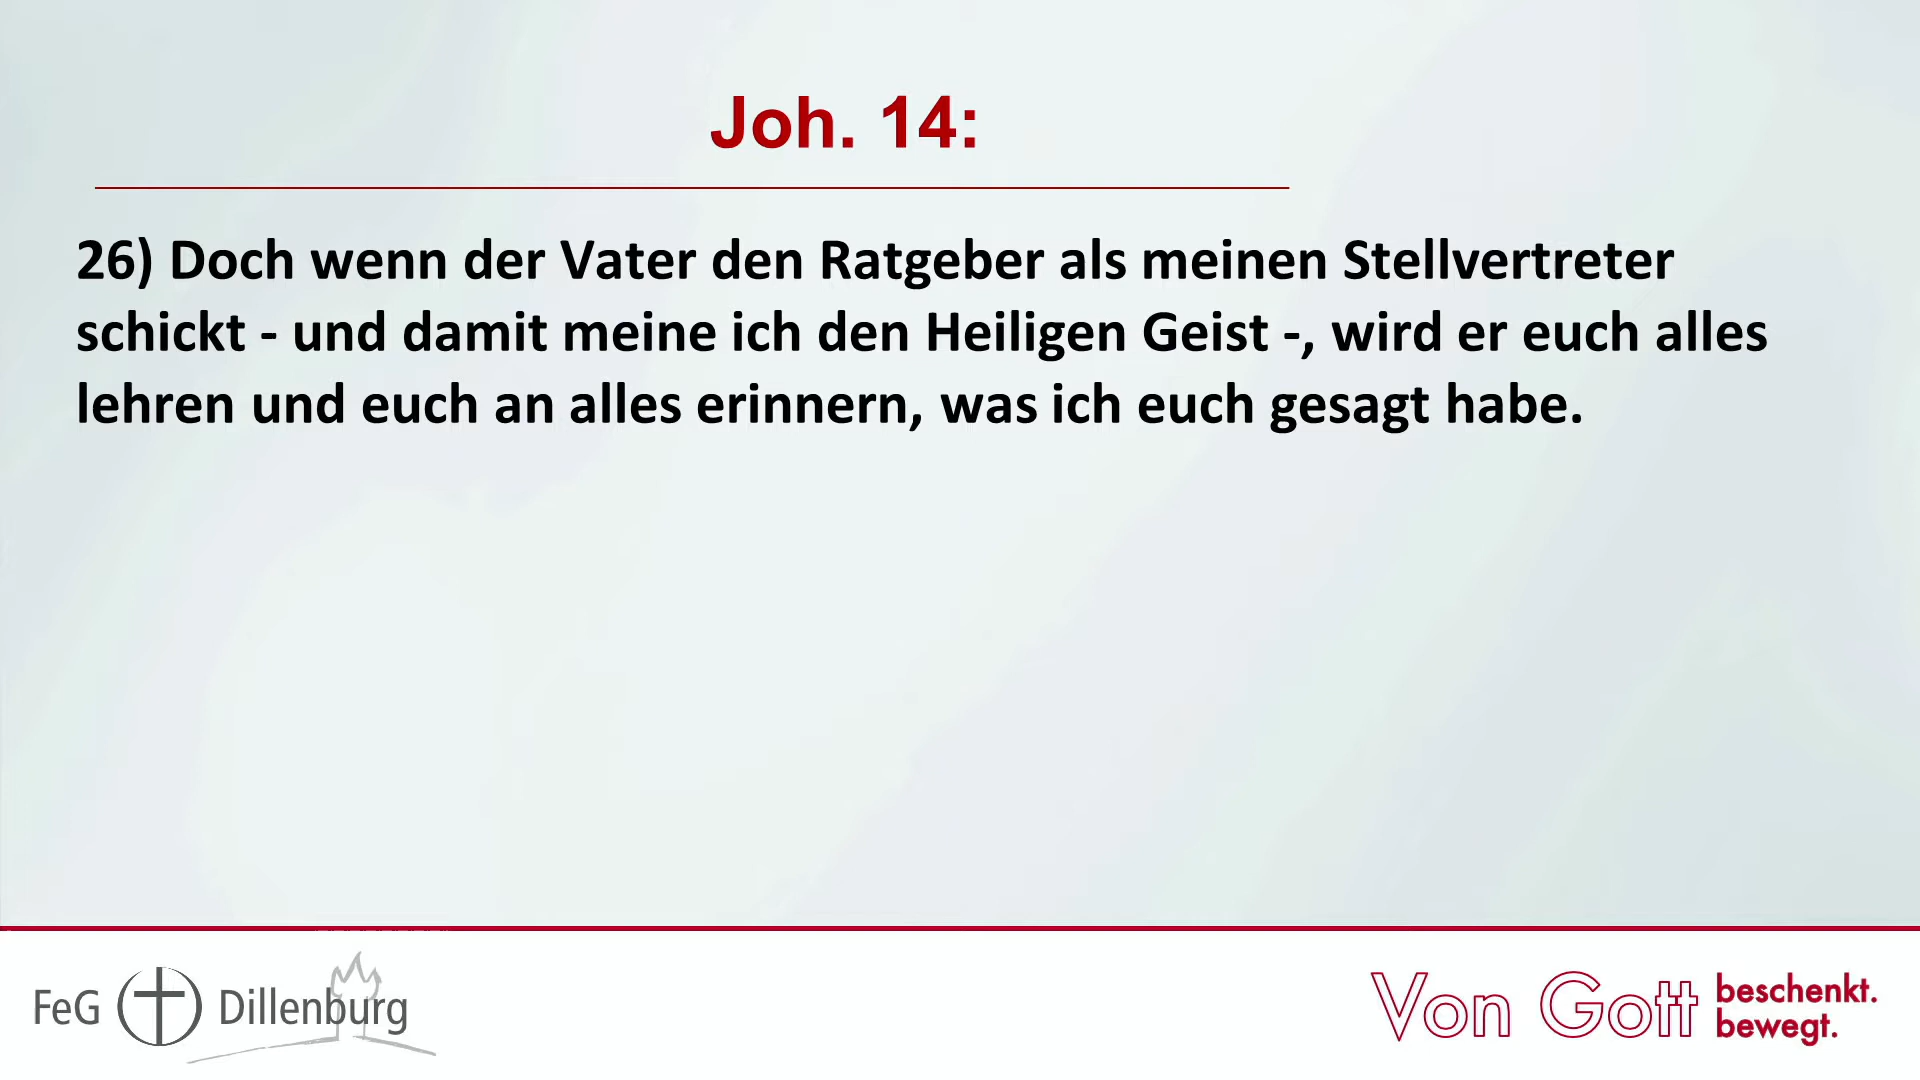 Joh. 14:
26) Doch wenn der Vater den Ratgeber als meinen Stellvertreter
schickt - und damit meine ich den Heiligen Geist -, wird er euch alles
lehren und euch an alles erinnern, was ich euch gesagt habe.
FeG Dillenburg
Von Gott beschenkt.
bewegt.